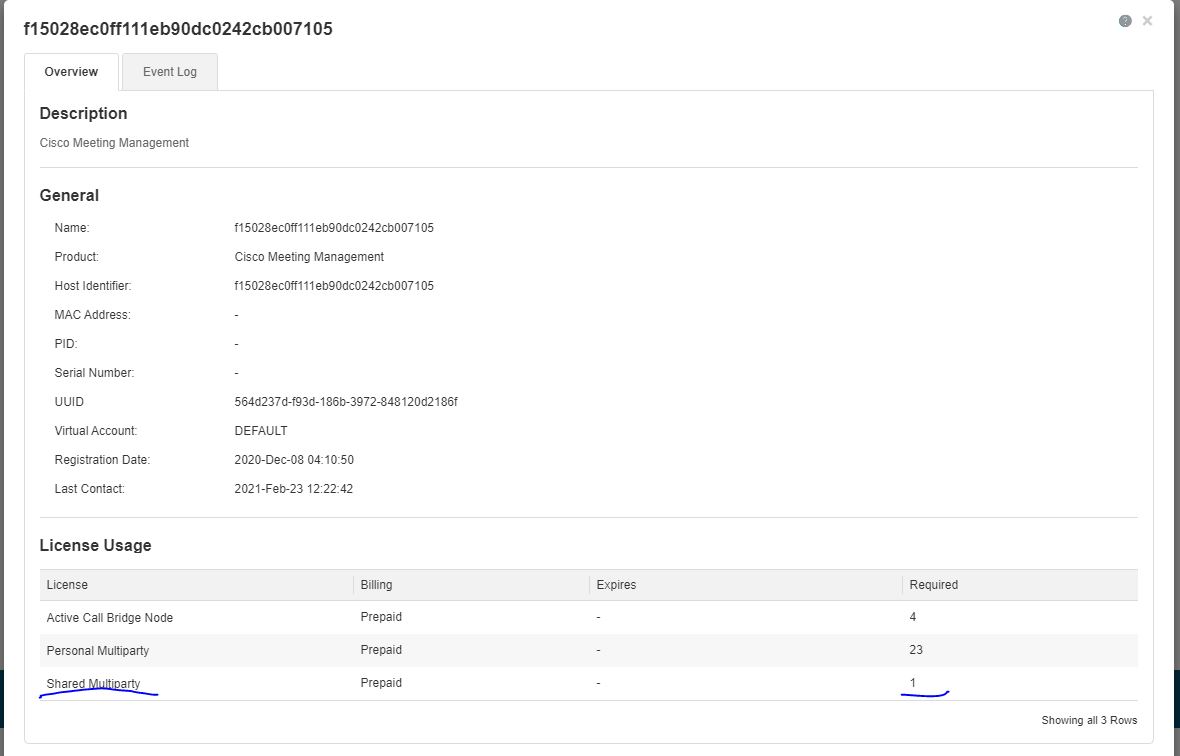 f15028ec0ff111eb90dc0242cb007105
Overview Event Log
Description
Cisco Meeting Management
General
Name: f15028ec0ff111eb90dc0242cb007105
Product: Cisco Meeting Management
Host Identifier: f15028ec0ff111eb90dc0242cb007105
MAC Address: -
PID: -
Serial Number: -
UUID 564d237d-f93d-186b-3972-848120d2186f
Virtual Account: DEFAULT
Registration Date: 2020-Dec-08 04:10:50
Last Contact: 2021-Feb-23 12:22:42
License Usage
License Billing Expires Required
Active Call Bridge Node Prepaid - 4
Personal Multiparty Prepaid - 23
Shared Multiparty Prepaid - 1
Showing all 3 Rows